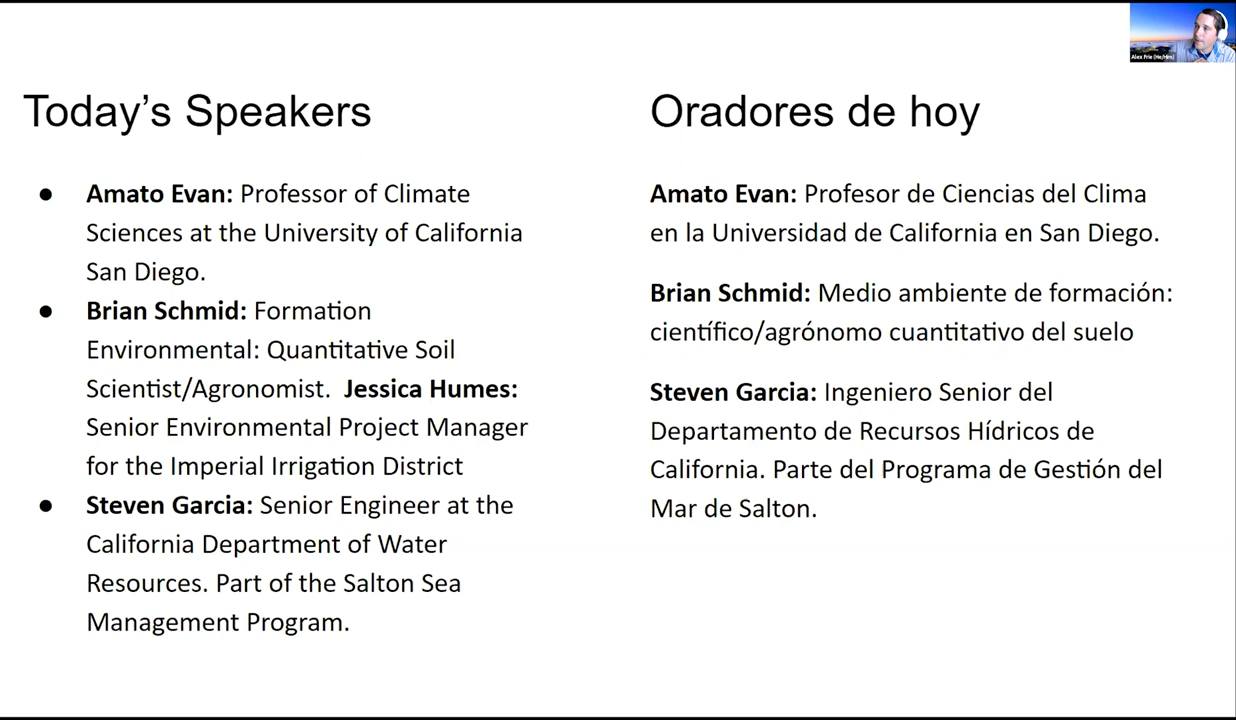 Alex Frie (He/Him)
Today’s Speakers
● Amato Evan: Professor of Climate
Sciences at the University of California
San Diego.
● Brian Schmid: Formation
Environmental: Quantitative Soil
Scientist/Agronomist. Jessica Humes:
Senior Environmental Project Manager
for the Imperial Irrigation District
● Steven Garcia: Senior Engineer at the
California Department of Water
Resources. Part of the Salton Sea
Management Program.
Oradores de hoy
Amato Evan: Profesor de Ciencias del Clima
en la Universidad de California en San Diego.
Brian Schmid: Medio ambiente de formación:
científico/agrónomo cuantitativo del suelo
Steven Garcia: Ingeniero Senior del
Departamento de Recursos Hídricos de
California. Parte del Programa de Gestión del
Mar de Salton.